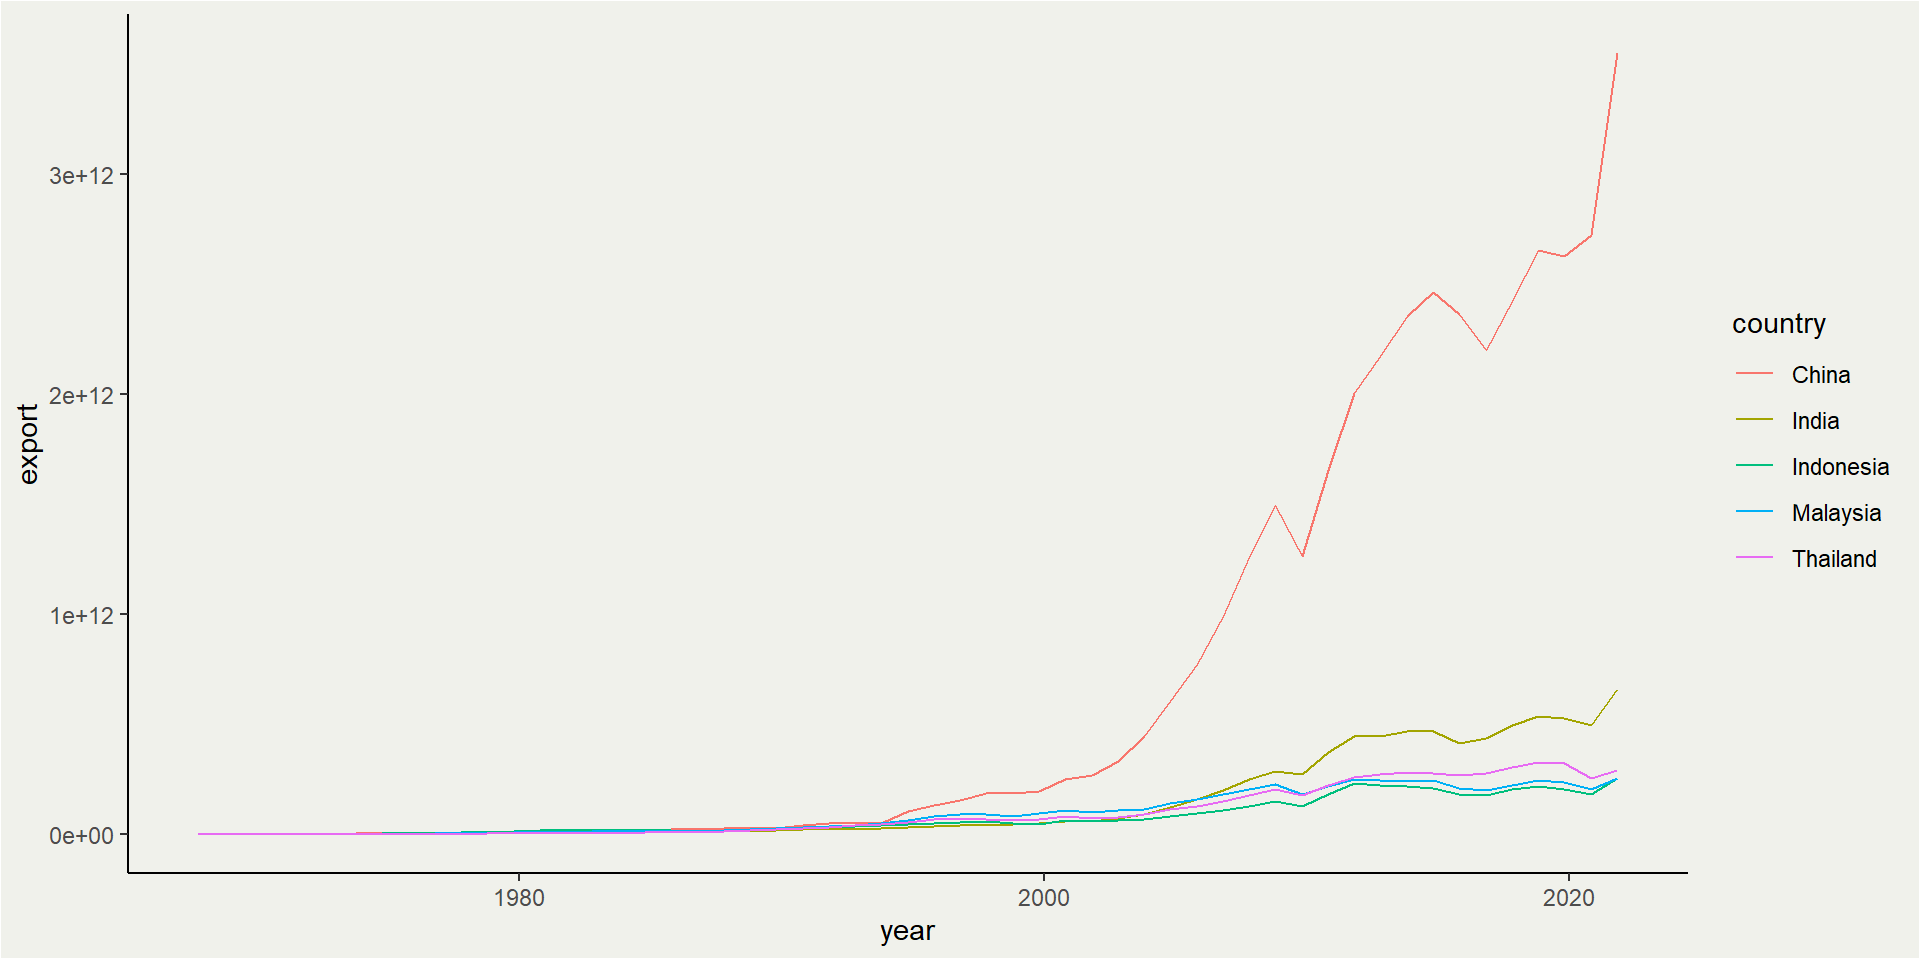 3e+12
2e+12
1e+12
0e+00
export
1980
2000
2020
year
country
China
India
Indonesia
Malaysia
Thailand